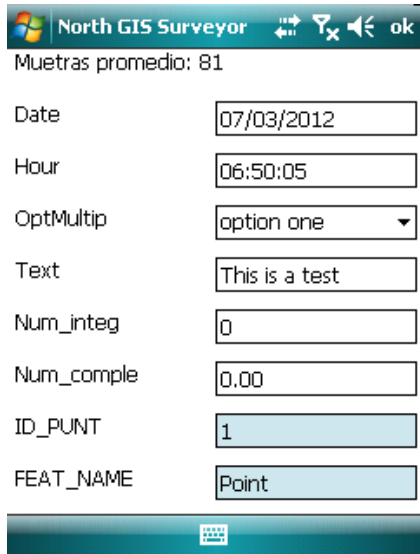 North GIS Surveyor ok
Muetras promedio: 81
Date 07/03/2012
Hour 06:50:05
OptMultip option one
Text This is a test
Num_integ 0
Num_comple 0.00
ID_PUNT 1
FEAT_NAME Point